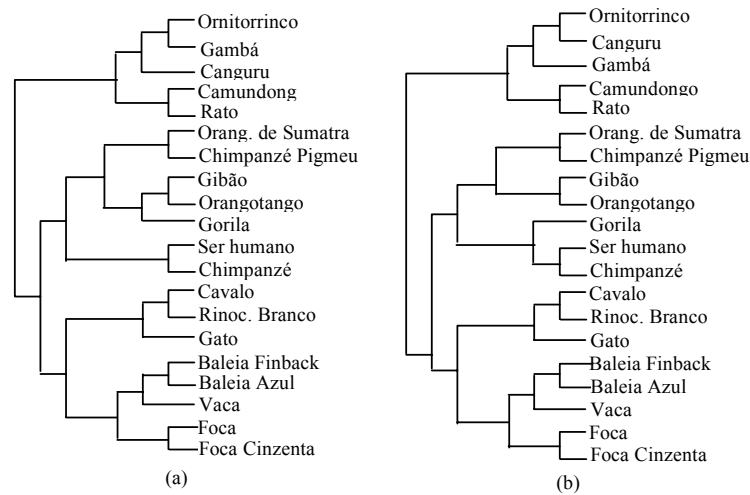 Ornitorrinco
Gambá
Canguru
Camundong
Rato
Orang. de Sumatra
Chimpanzé Pigmeu
Gibão
Orangotango
Gorila
Ser humano
Chimpanzé
Cavalo
Rinoc. Branco
Gato
Baleia Finback
Baleia Azul
Vaca
Foca
Foca Cinzenta
(a)
Ornitorrinco
Canguru
Gambá
Camundongo
Rato
Orang. de Sumatra
Chimpanzé Pigmeu
Gibão
Orangotango
Gorila
Ser humano
Chimpanzé
Cavalo
Rinoc. Branco
Gato
Baleia Finback
Baleia Azul
Vaca
Foca
Foca Cinzenta
(b)